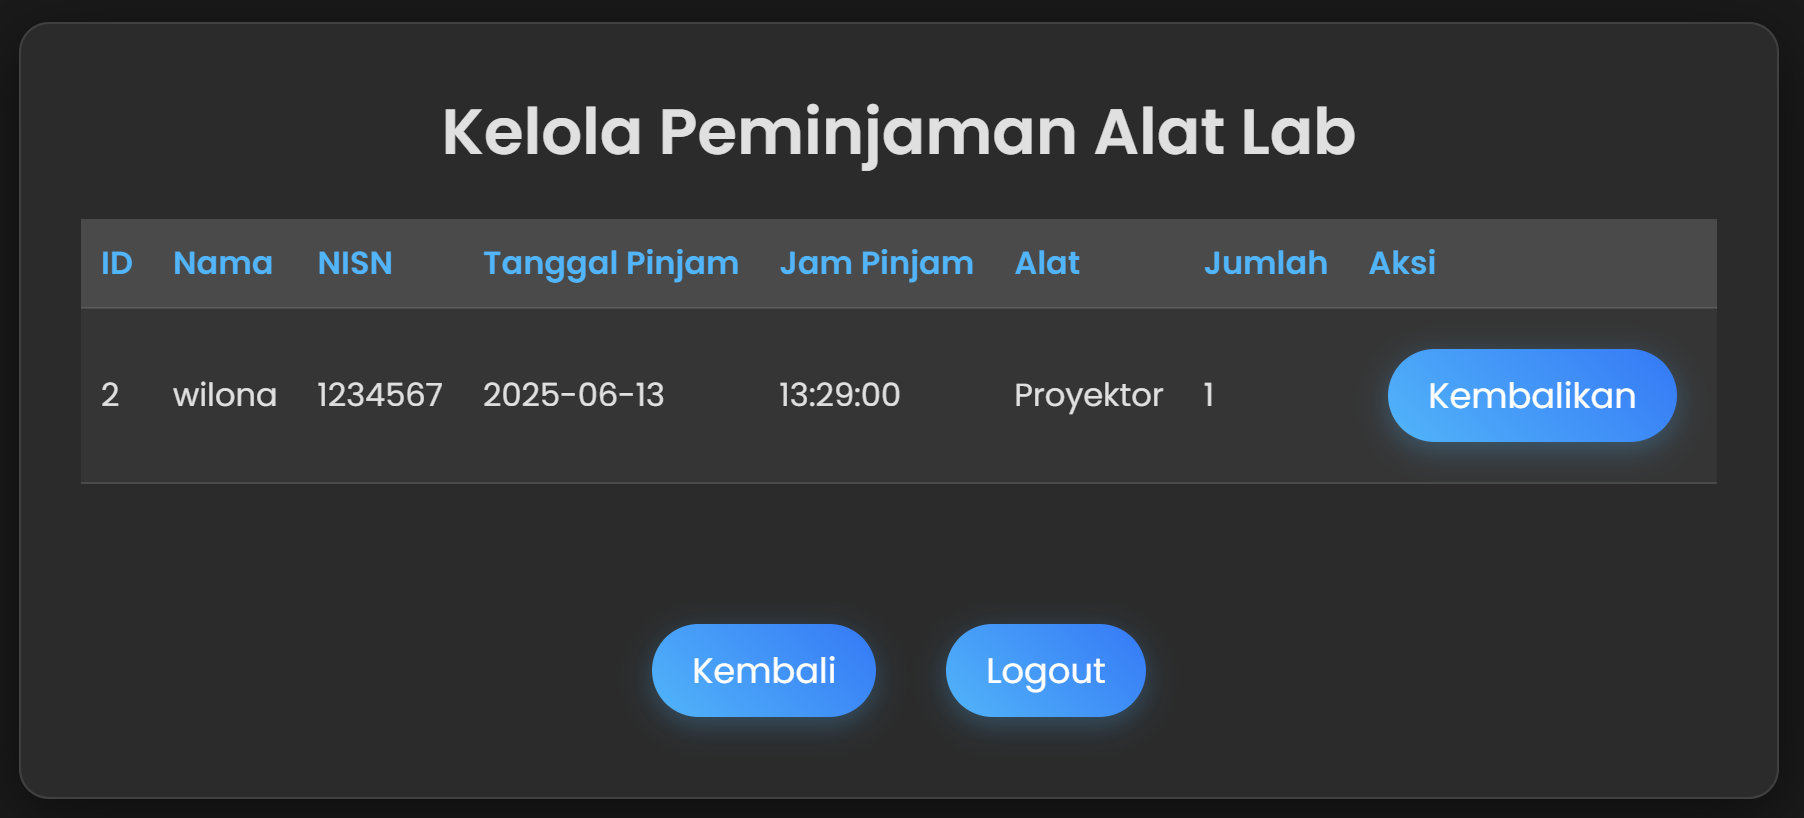 Kelola Peminjaman Alat Lab
ID Nama NISN Tanggal Pinjam Jam Pinjam Alat Jumlah Aksi
2 wilona 1234567 2025-06-13 13:29:00 Proyektor 1 Kembalikan
Kembali Logout